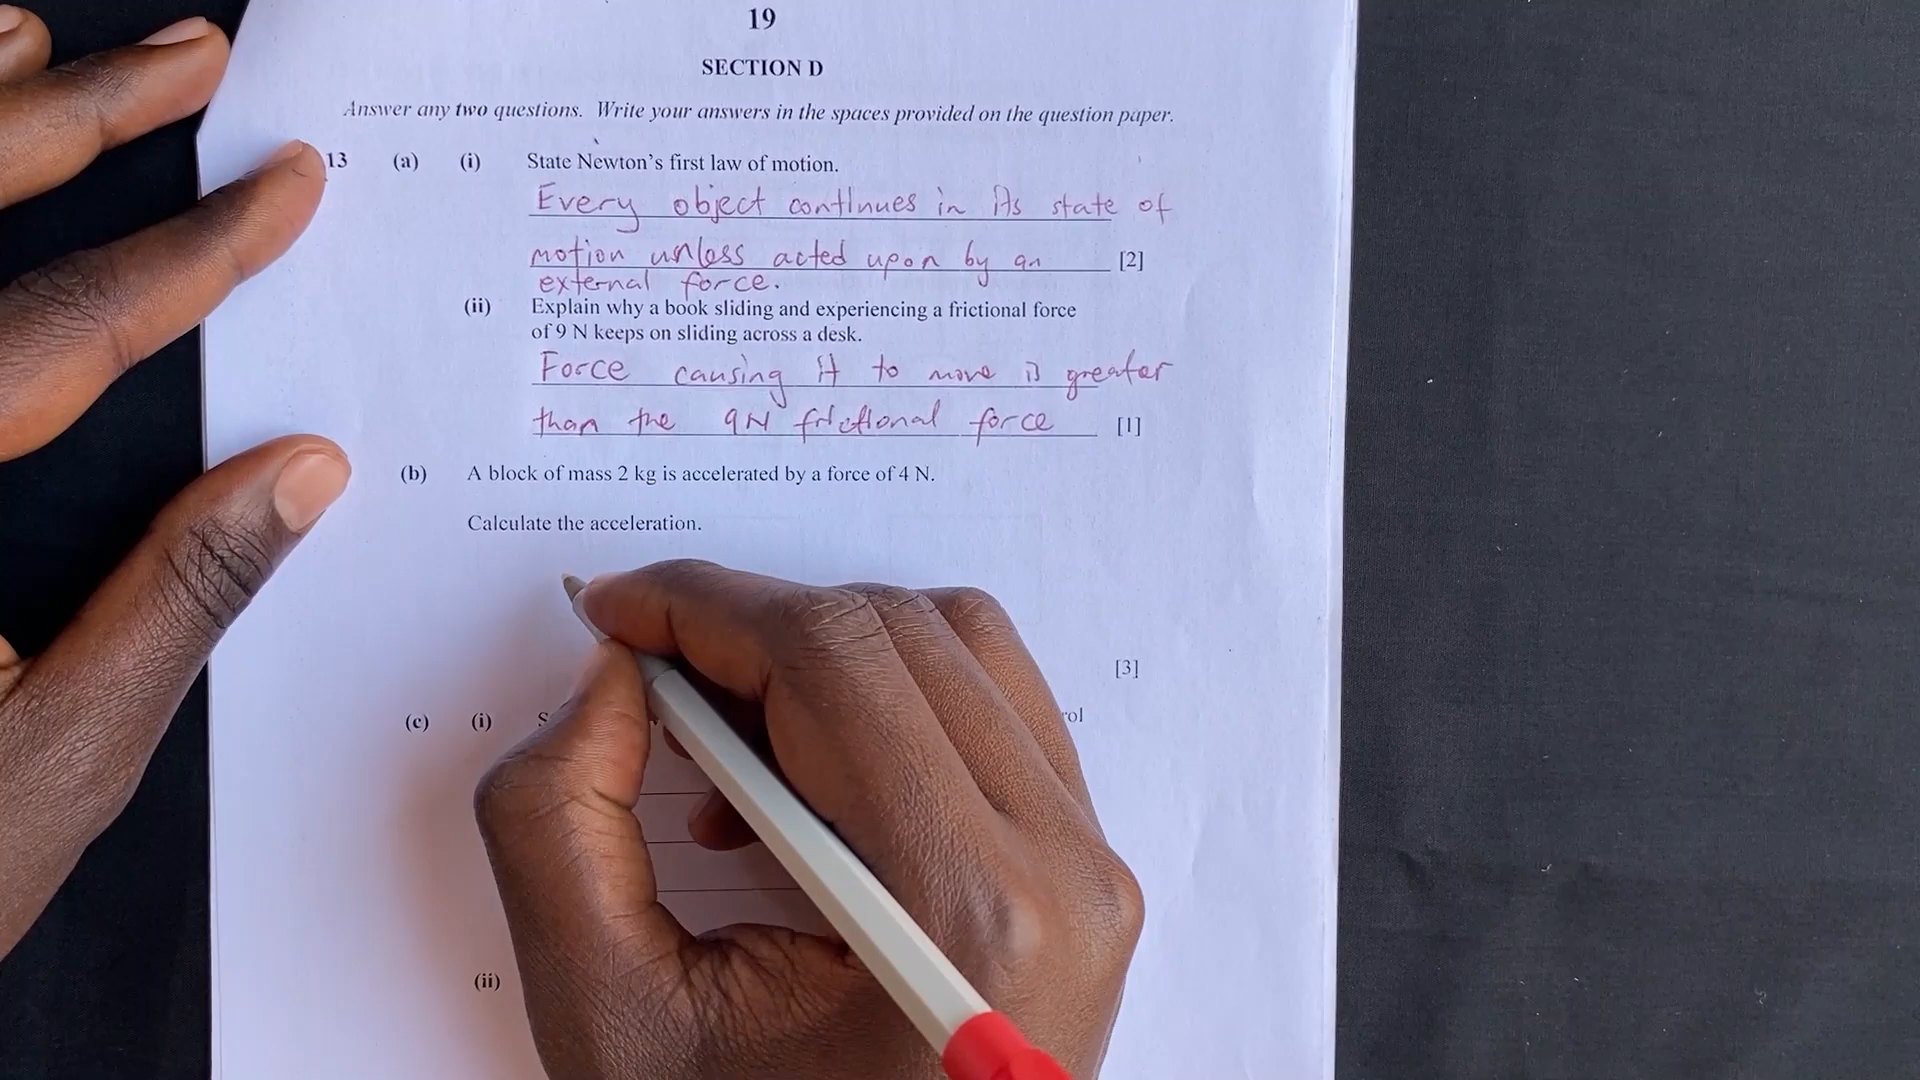 19
SECTION D
Answer any two questions. Write your answers in the spaces provided on the question paper.
13 (a) (i) State Newton's first law of motion.
Every object continues in its state of
motion unless acted upon by an [2]
external force.
(ii) Explain why a book sliding and experiencing a frictional force
of 9 N keeps on sliding across a desk.
Force causing it to move is greater
than the 9N frictional force [1]
(b) A block of mass 2 kg is accelerated by a force of 4 N.
Calculate the acceleration.
[3]
(c) (i)
(ii)